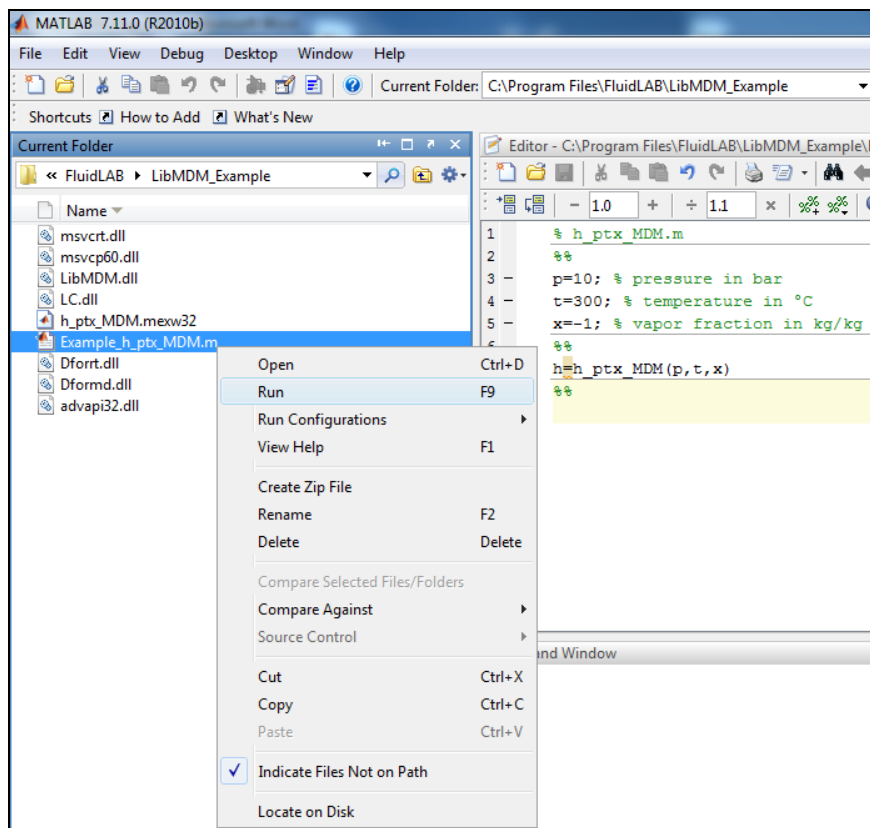 MATLAB 7.11.0 (R2010b)
File Edit View Debug Desktop Window Help
Current Folder: C:\Program Files\FluidLAB\LibMDM_Example
Shortcuts How to Add What's New
Current Folder
« FluidLAB LibMDM_Example
Name
msvcrt.dll
msvcp60.dll
LibMDM.dll
LC.dll
h_ptx_MDM.mexw32
Example_h_ptx_MDM.m
Dforrt.dll
Dformd.dll
advapi32.dll
Open Ctrl+D
Run F9
Run Configurations
View Help F1
Create Zip File
Rename F2
Delete Delete
Compare Selected Files/Folders
Compare Against
Source Control
Cut Ctrl+X
Copy Ctrl+C
Paste Ctrl+V
Indicate Files Not on Path
Locate on Disk
Editor - C:\Program Files\FluidLAB\LibMDM_Example\
− 1.0 + ÷ 1.1 ×
1 % h_ptx_MDM.m
2 %%
3 − p=10; % pressure in bar
4 − t=300; % temperature in °C
5 − x=-1; % vapor fraction in kg/kg
%%
h=h_ptx_MDM(p,t,x)
%%
and Window